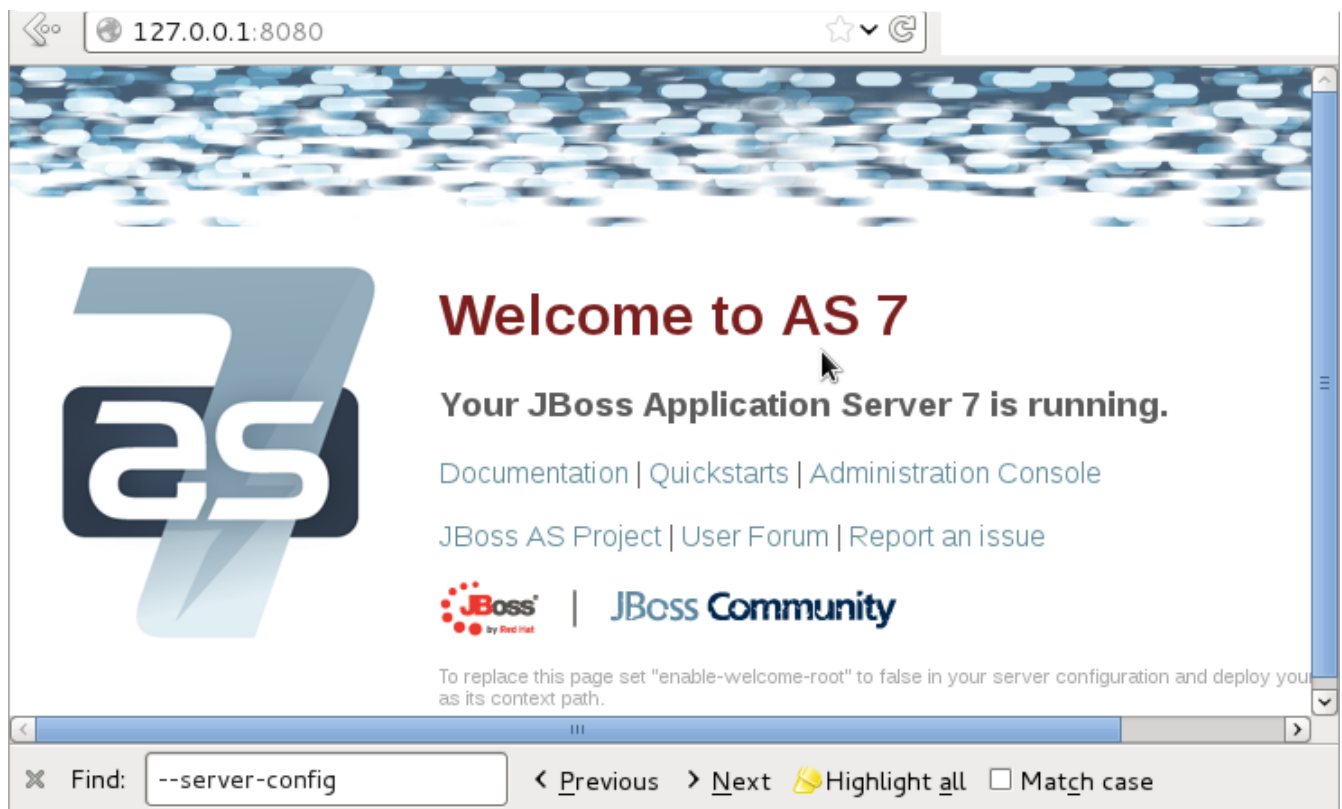 127.0.0.1:8080
as
7
Welcome to AS 7
Your JBoss Application Server 7 is running.
Documentation | Quickstarts | Administration Console
JBoss AS Project | User Forum | Report an issue
JBoss by Red Hat | JBoss Community
To replace this page set "enable-welcome-root" to false in your server configuration and deploy your
as its context path.
Find: --server-config Previous Next Highlight all Match case